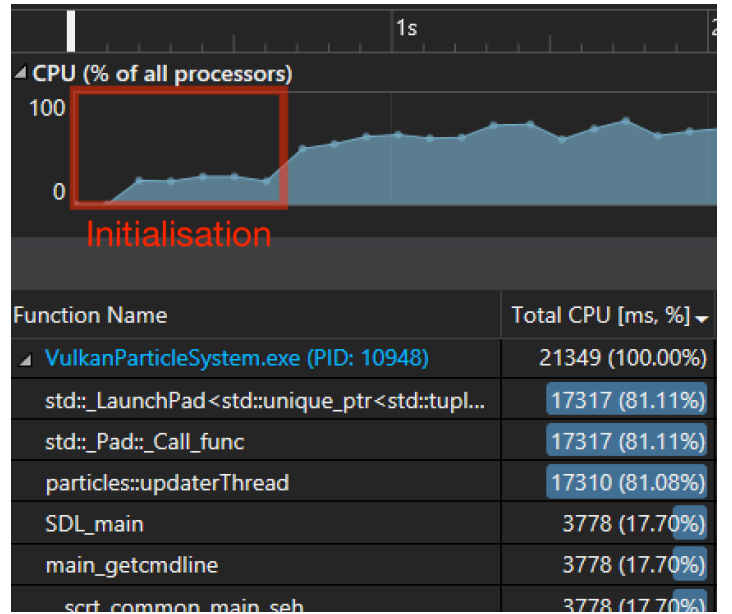 1s
2
CPU (% of all processors)
100
0
Initialisation
Function Name Total CPU [ms, %]
VulkanParticleSystem.exe (PID: 10948) 21349 (100.00%)
std::_LaunchPad<std::unique_ptr<std::tupl... 17317 (81.11%)
std::_Pad::_Call_func 17317 (81.11%)
particles::updaterThread 17310 (81.08%)
SDL_main 3778 (17.70%)
main_getcmdline 3778 (17.70%)
scrt_common_main_seh 3778 (17.70%)